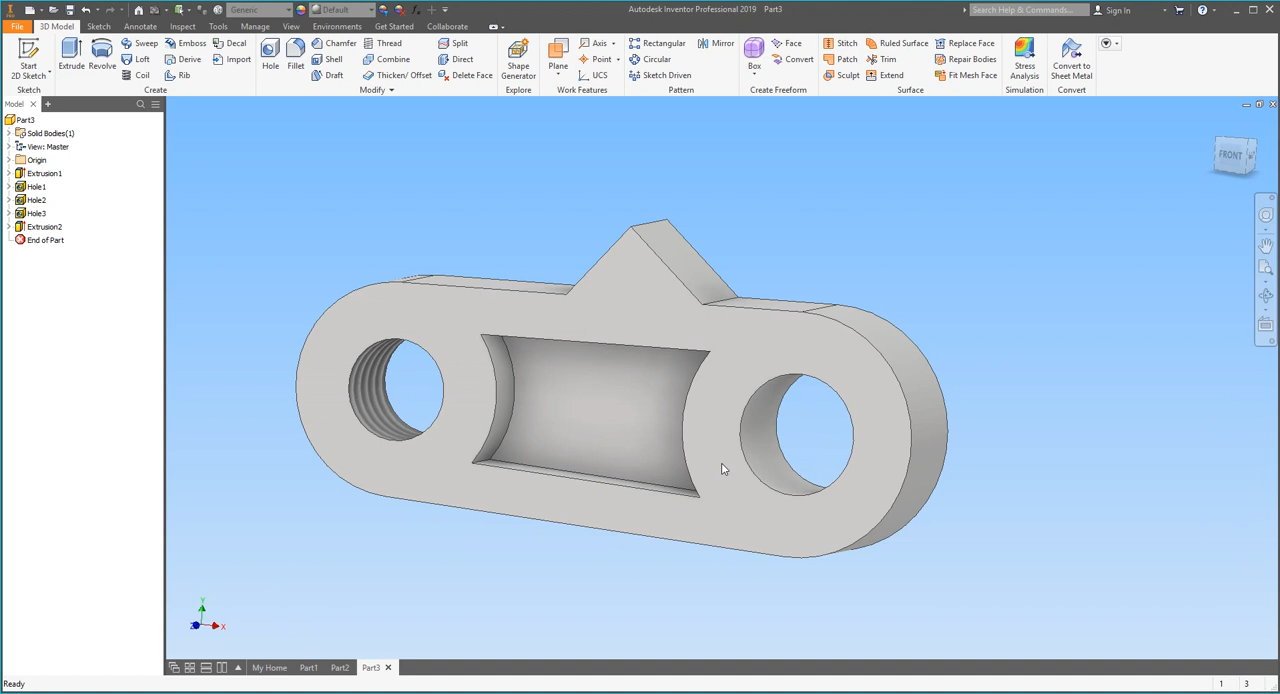 Generic Default Autodesk Inventor Professional 2019 Part3 Search Help & Commands... Sign In
File 3D Model Sketch Annotate Inspect Tools Manage View Environments Get Started Collaborate
Start
2D Sketch
Extrude Revolve
Sweep Emboss Decal
Loft Derive Import
Coil Rib
Hole Fillet
Chamfer Thread Split
Shell Combine Direct
Draft Thicken/ Offset Delete Face
Shape
Generator
Plane
Axis
Point
UCS
Rectangular Mirror
Circular
Sketch Driven
Box
Face
Convert
Stitch Ruled Surface Replace Face
Patch Trim Repair Bodies
Sculpt Extend Fit Mesh Face
Stress
Analysis
Convert to
Sheet Metal
Sketch Create Modify Explore Work Features Pattern Create Freeform Surface Simulation Convert
Model
Part3
Solid Bodies(1)
View: Master
Origin
Extrusion1
Hole1
Hole2
Hole3
Extrusion2
End of Part
FRONT
Y
Z X
My Home Part1 Part2 Part3
Ready 1 3